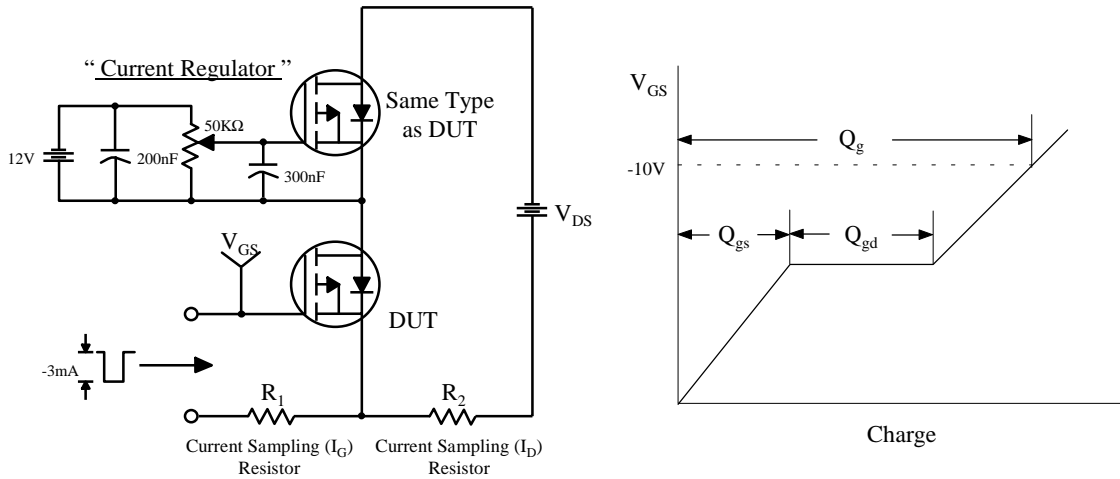 “ Current Regulator ”
Same Type
as DUT
12V
200nF
50KΩ
300nF
V_GS
DUT
V_DS
-3mA
R_1
R_2
Current Sampling (I_G)
Resistor
Current Sampling (I_D)
Resistor
V_GS
Q_g
-10V
Q_gs
Q_gd
Charge